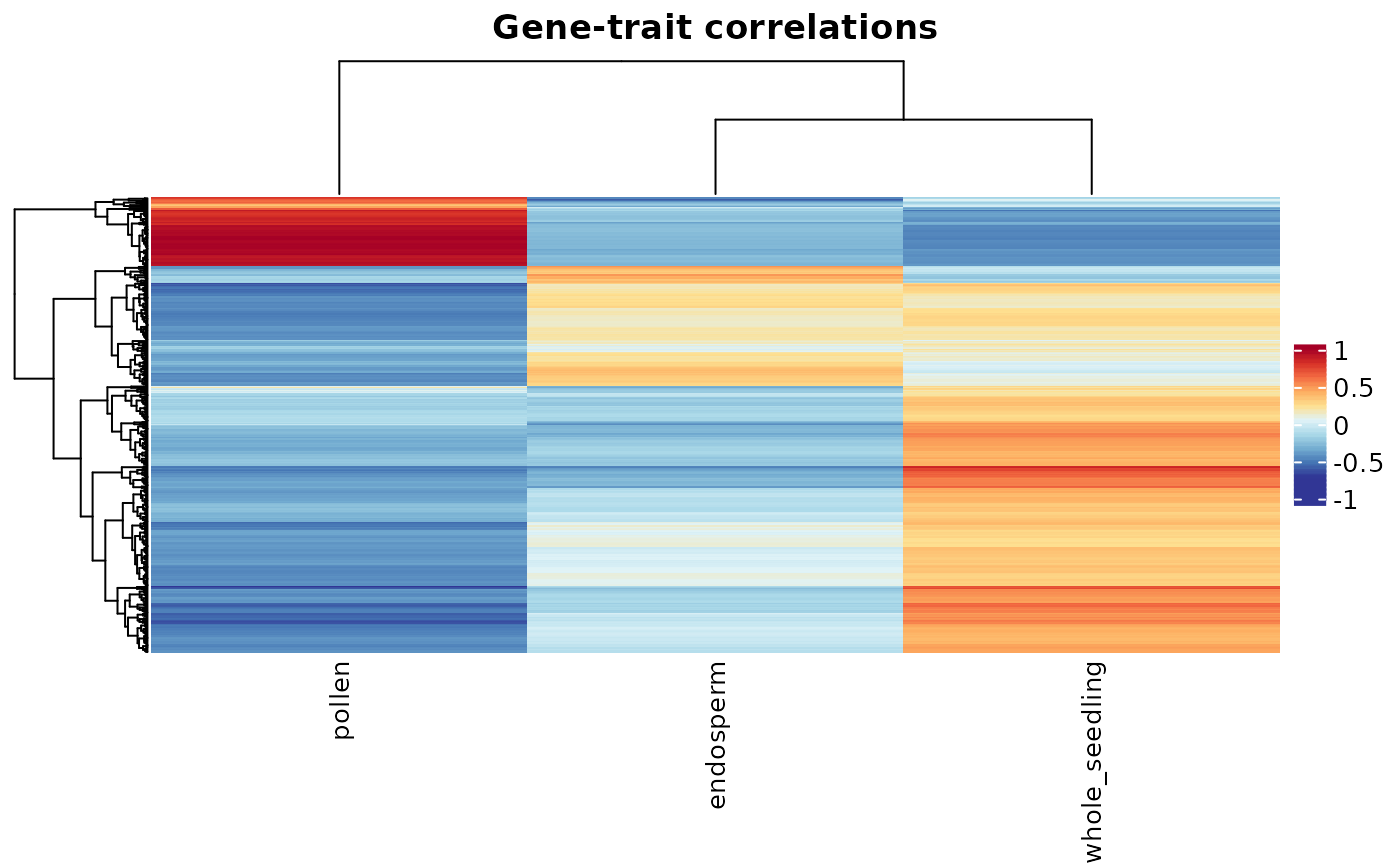 Gene-trait correlations
1
0.5
0
-0.5
-1
pollen
endosperm
whole_seedling